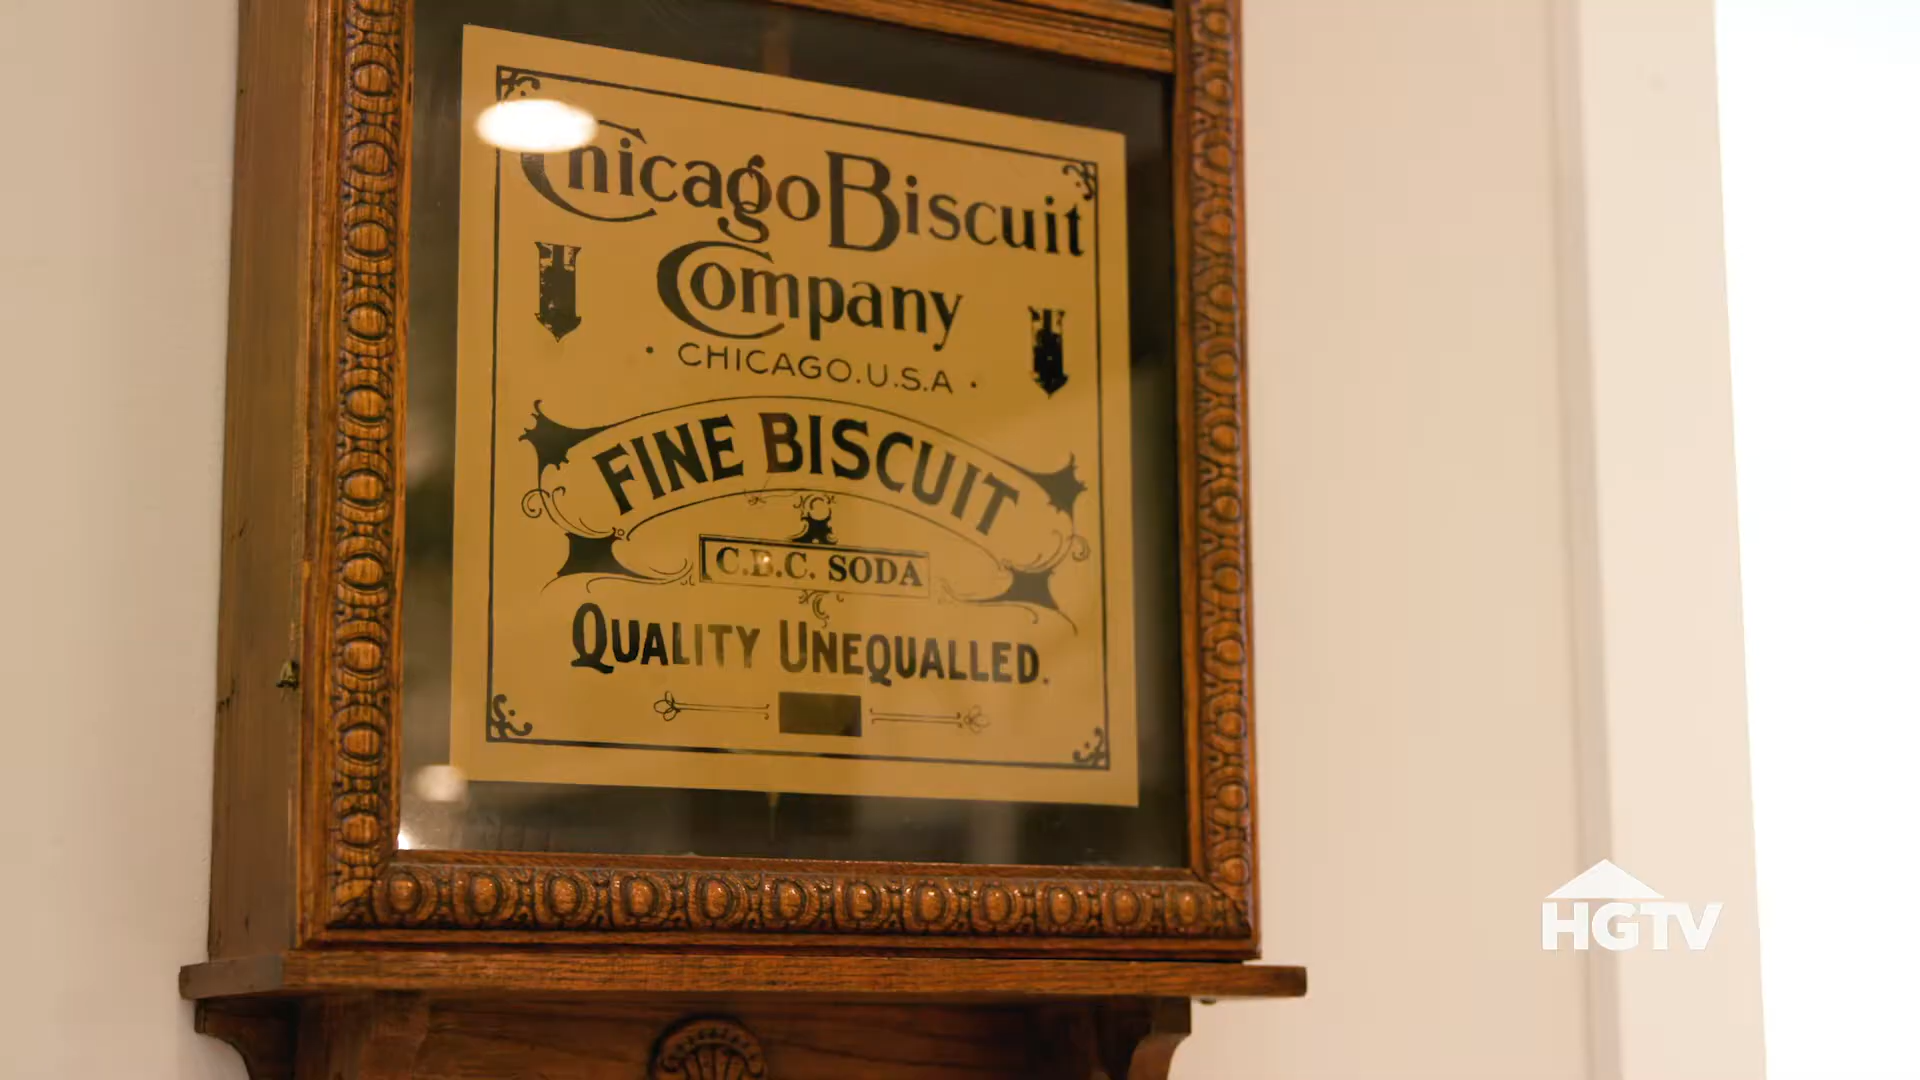 Chicago Biscuit
Company
• CHICAGO.U.S.A •
FINE BISCUIT
C.B.C. SODA
QUALITY UNEQUALLED.
HGTV